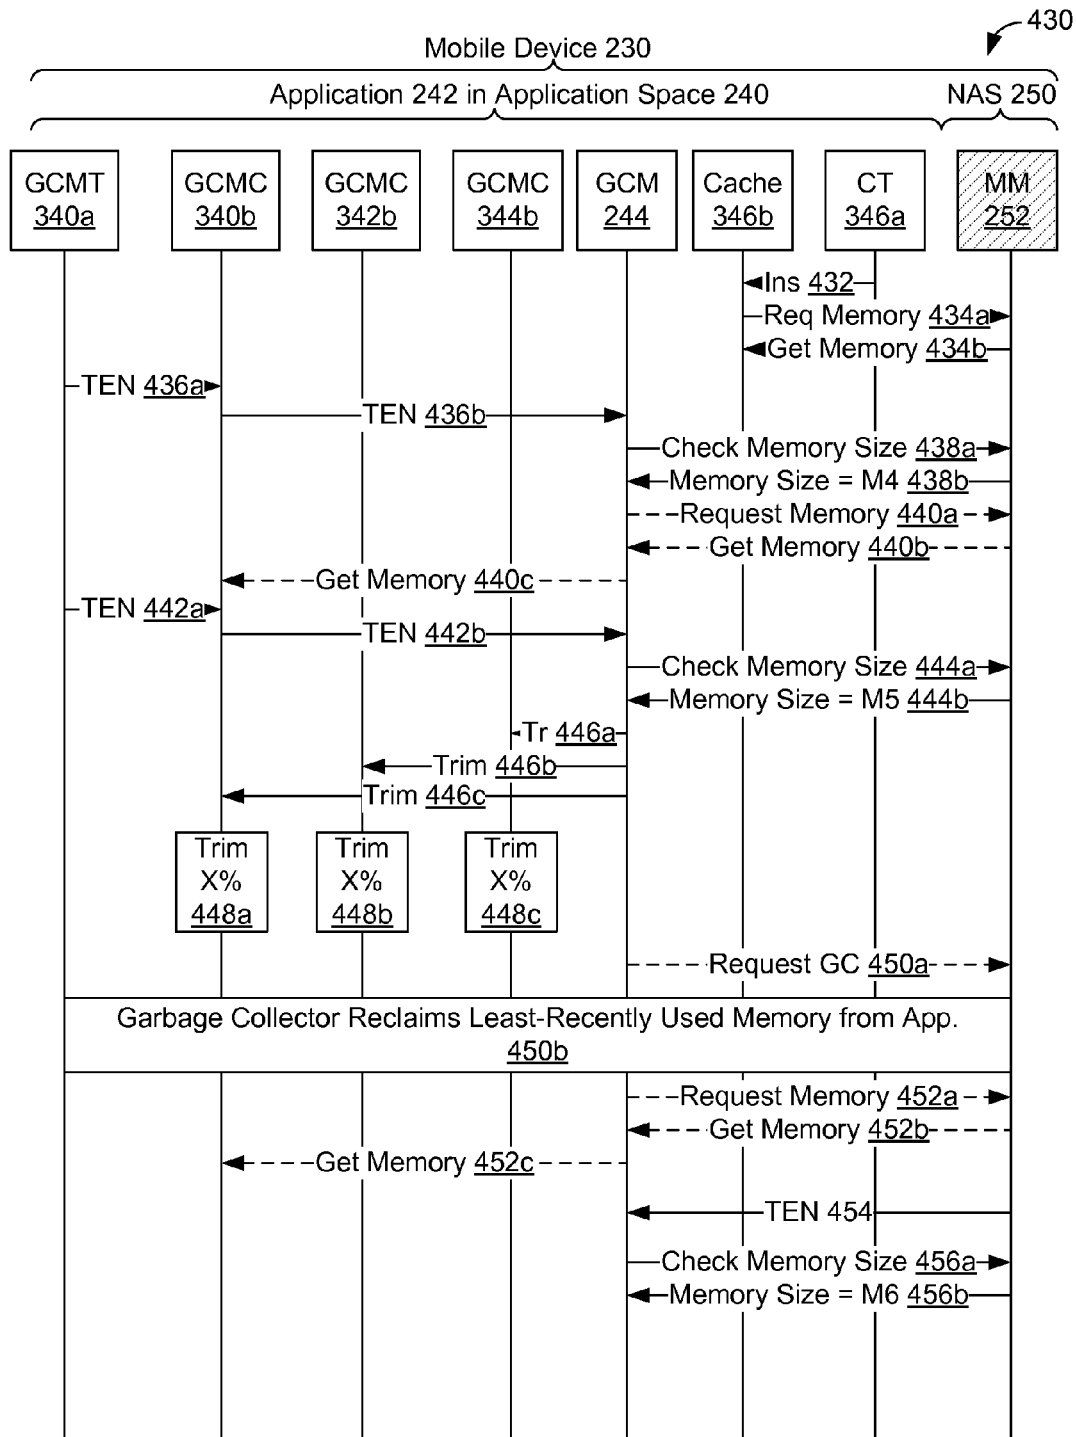 430
Mobile Device 230
Application 242 in Application Space 240
NAS 250
GCMT
340a
GCMC
340b
GCMC
342b
GCMC
344b
GCM
244
Cache
346b
CT
346a
MM
252
Ins 432
Req Memory 434a
Get Memory 434b
TEN 436a
TEN 436b
Check Memory Size 438a
Memory Size = M4 438b
Request Memory 440a
Get Memory 440b
Get Memory 440c
TEN 442a
TEN 442b
Check Memory Size 444a
Memory Size = M5 444b
Tr 446a
Trim 446b
Trim 446c
Trim
X%
448a
Trim
X%
448b
Trim
X%
448c
Request GC 450a
Garbage Collector Reclaims Least-Recently Used Memory from App.
450b
Request Memory 452a
Get Memory 452b
Get Memory 452c
TEN 454
Check Memory Size 456a
Memory Size = M6 456b